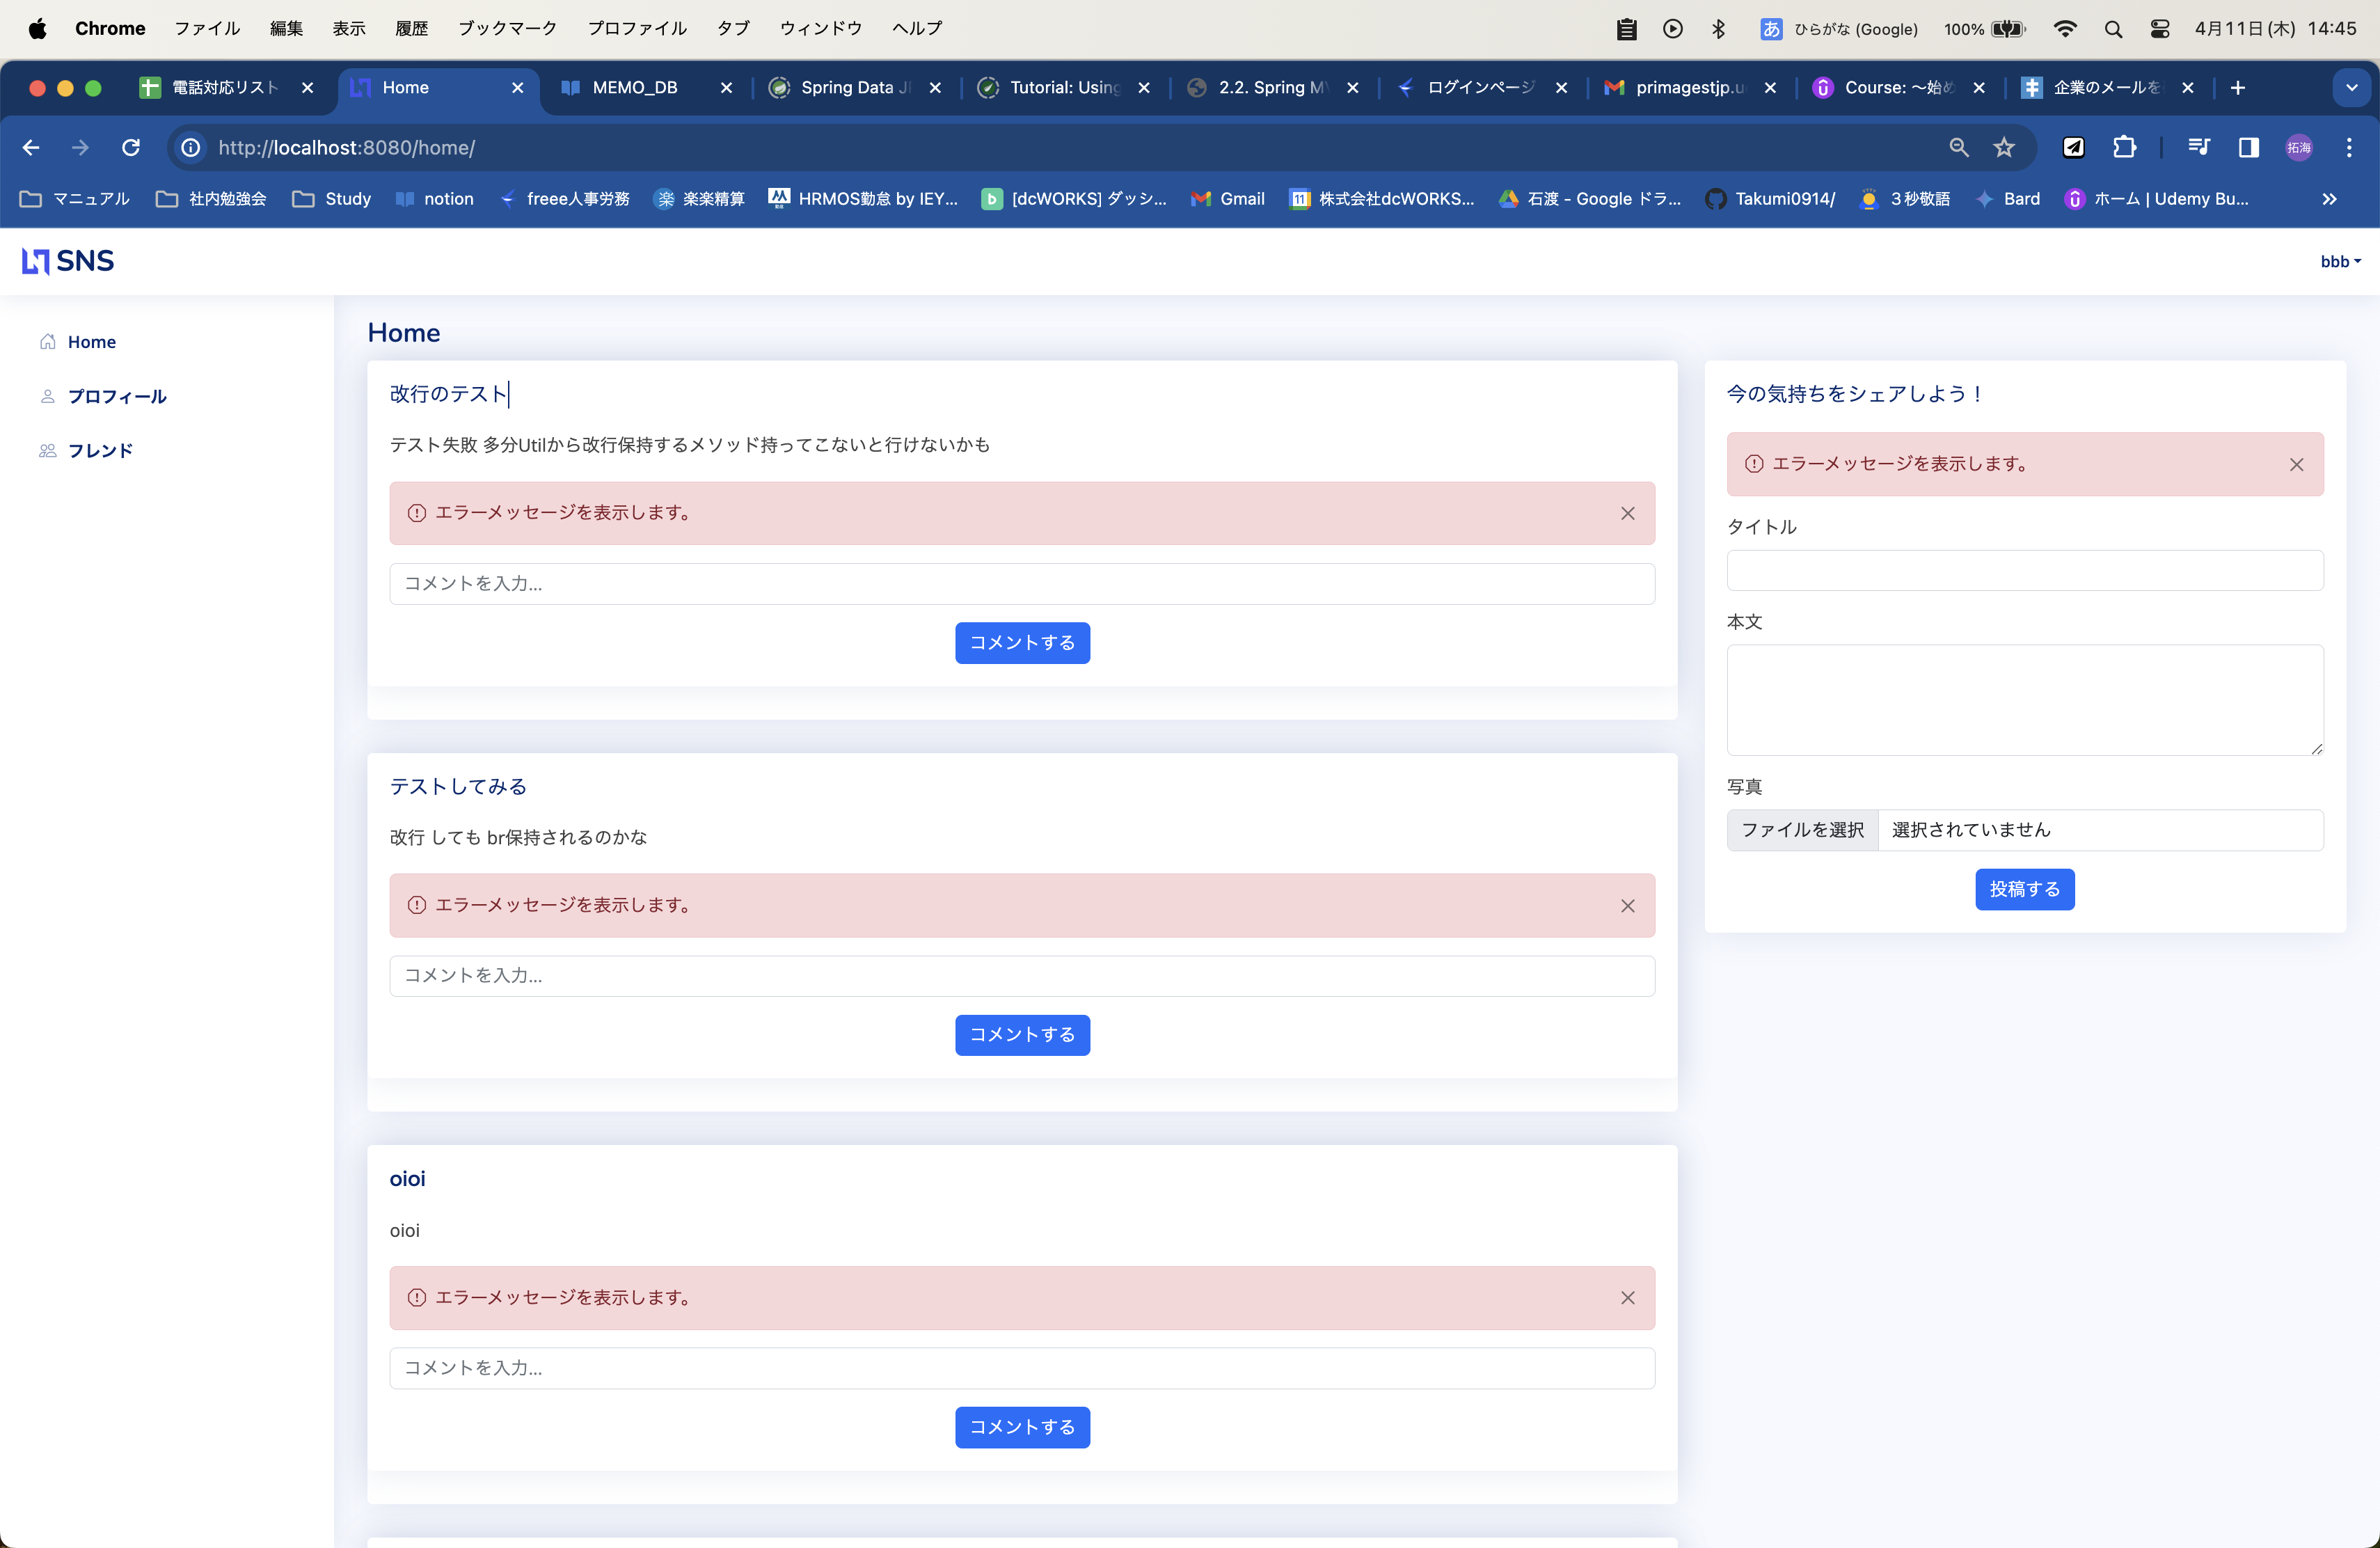 Chrome ファイル 編集 表示 履歴 ブックマーク プロファイル タブ ウィンドウ ヘルプ あ ひらがな (Google) 100% 4月11日(木) 14:45
電話対応リスト Home MEMO_DB Spring Data Tutorial: Using 2.2. Spring ログインページ primagestjp.u Course: 〜始め 企業のメールを
http://localhost:8080/home/ 拓海
マニュアル 社内勉強会 Study notion freee人事労務 楽 楽楽精算 HRMOS勤怠 by IEY... b [dcWORKS] ダッシ... Gmail 11 株式会社dcWORKS... 石渡 - Google ドラ... Takumi0914/ 3秒敬語 Bard ホーム | Udemy Bu...
SNS bbb
Home
プロフィール
フレンド
Home
改行のテスト
テスト失敗 多分Utilから改行保持するメソッド持ってこないと行けないかも
エラーメッセージを表示します。
コメントを入力...
コメントする
テストしてみる
改行 しても br保持されるのかな
エラーメッセージを表示します。
コメントを入力...
コメントする
oioi
oioi
エラーメッセージを表示します。
コメントを入力...
コメントする
今の気持ちをシェアしよう！
エラーメッセージを表示します。
タイトル
本文
写真
ファイルを選択 選択されていません
投稿する